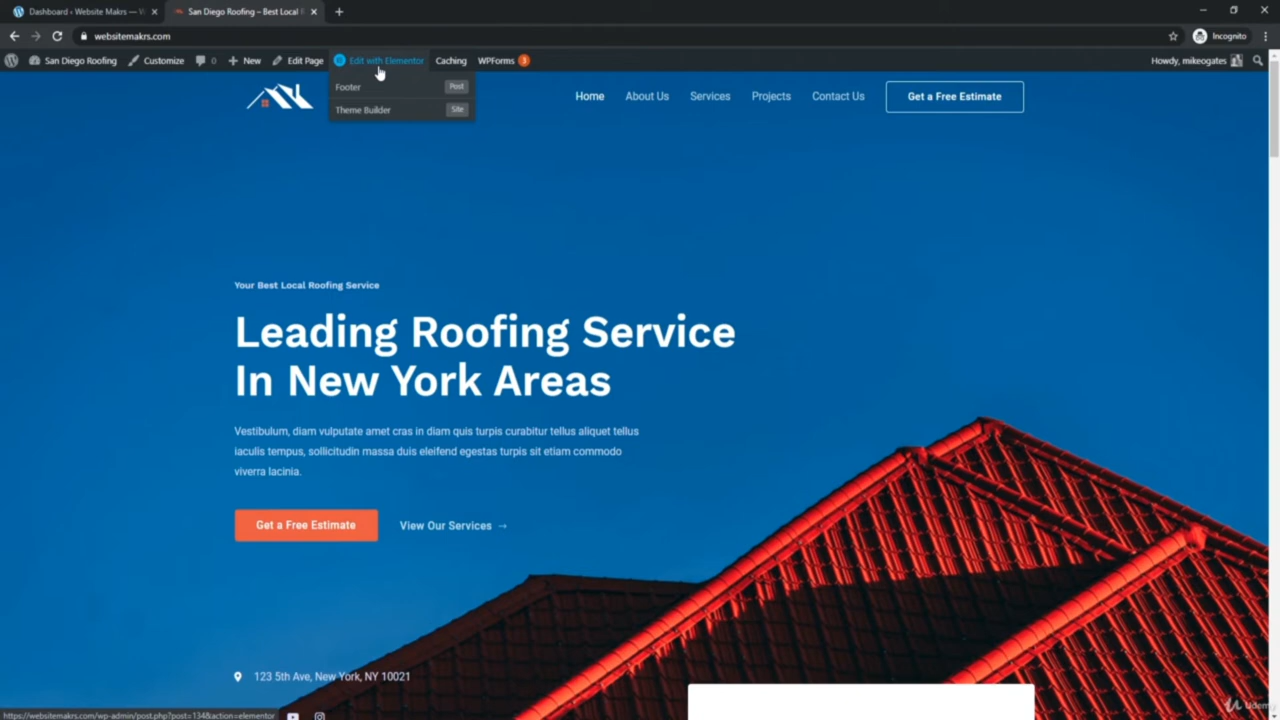 Dashboard ‹ Website Makrs — W
San Diego Roofing – Best Local R
websitemakrs.com
Incognito
San Diego Roofing
Customize
0
New
Edit Page
Edit with Elementor
Caching
WPForms 3
Howdy, mikeogates
Footer Post
Theme Builder Site
Home
About Us
Services
Projects
Contact Us
Get a Free Estimate
Your Best Local Roofing Service
Leading Roofing Service
In New York Areas
Vestibulum, diam vulputate amet cras in diam quis turpis curabitur tellus aliquet tellus
iaculis tempus, sollicitudin massa duis eleifend egestas turpis sit etiam commodo
viverra lacinia.
Get a Free Estimate
View Our Services →
123 5th Ave, New York, NY 10021
https://websitemakrs.com/wp-admin/post.php?post=134&action=elementor
Udemy